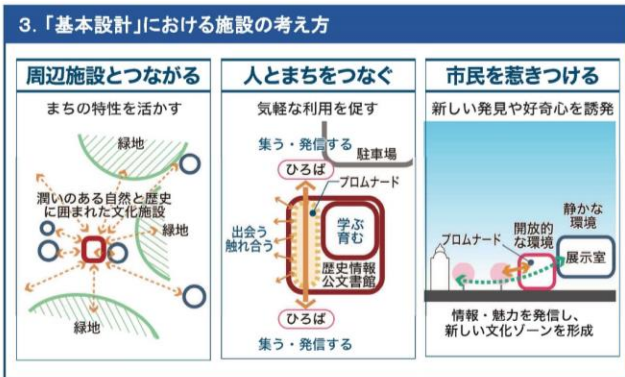 3. 「基本設計」における施設の考え方
周辺施設とつながる
まちの特性を活かす
緑地
潤いのある自然と歴史
に囲まれた文化施設
緑地
緑地
人とまちをつなぐ
気軽な利用を促す
集う・発信する
駐車場
ひろば
プロムナード
出会う
触れ合う
学ぶ
育む
歴史情報
公文書館
ひろば
集う・発信する
市民を惹きつける
新しい発見や好奇心を誘発
静かな
環境
開放的
な環境
プロムナード
展示室
情報・魅力を発信し、
新しい文化ゾーンを形成